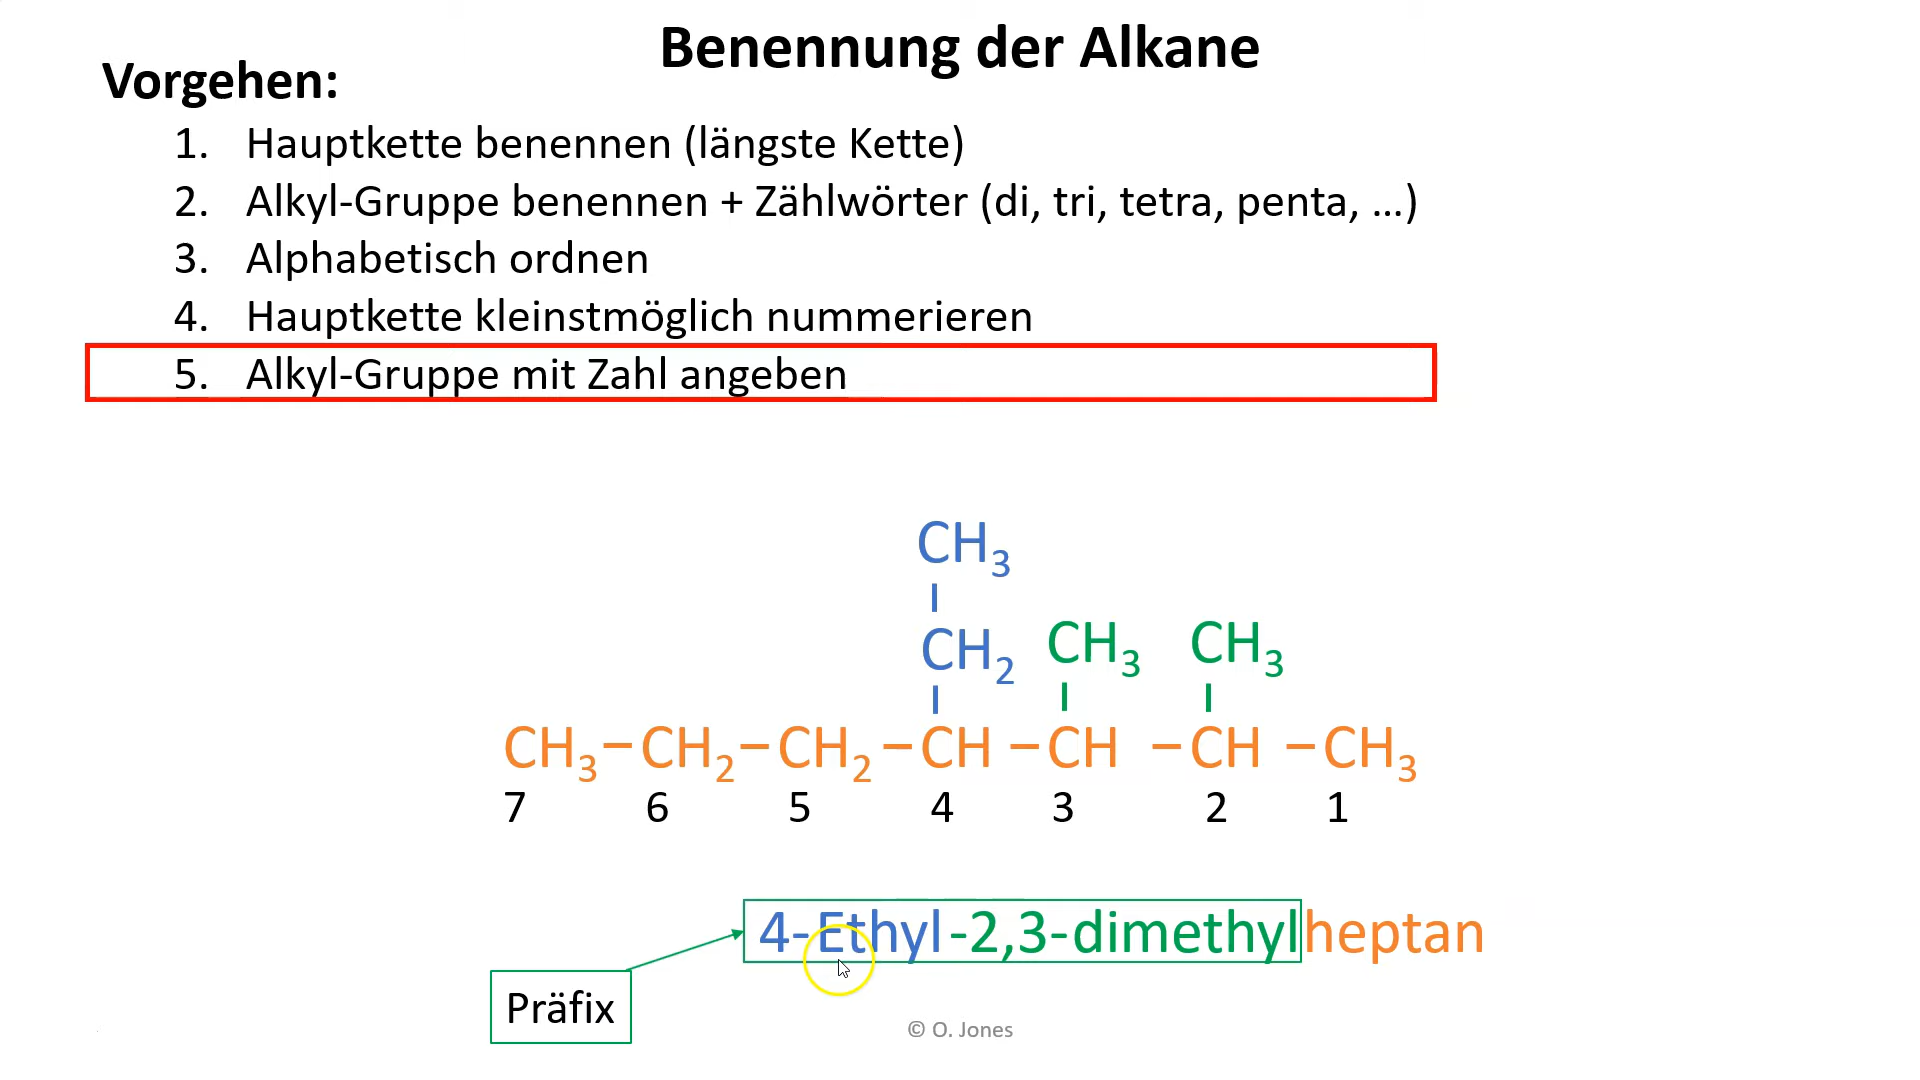 Benennung der Alkane
Vorgehen:
1. Hauptkette benennen (längste Kette)
2. Alkyl-Gruppe benennen + Zählwörter (di, tri, tetra, penta, …)
3. Alphabetisch ordnen
4. Hauptkette kleinstmöglich nummerieren
5. Alkyl-Gruppe mit Zahl angeben
CH₃
CH₂ CH₃ CH₃
CH₃–CH₂–CH₂–CH–CH–CH–CH₃
7 6 5 4 3 2 1
4-Ethyl-2,3-dimethylheptan
Präfix
© O. Jones